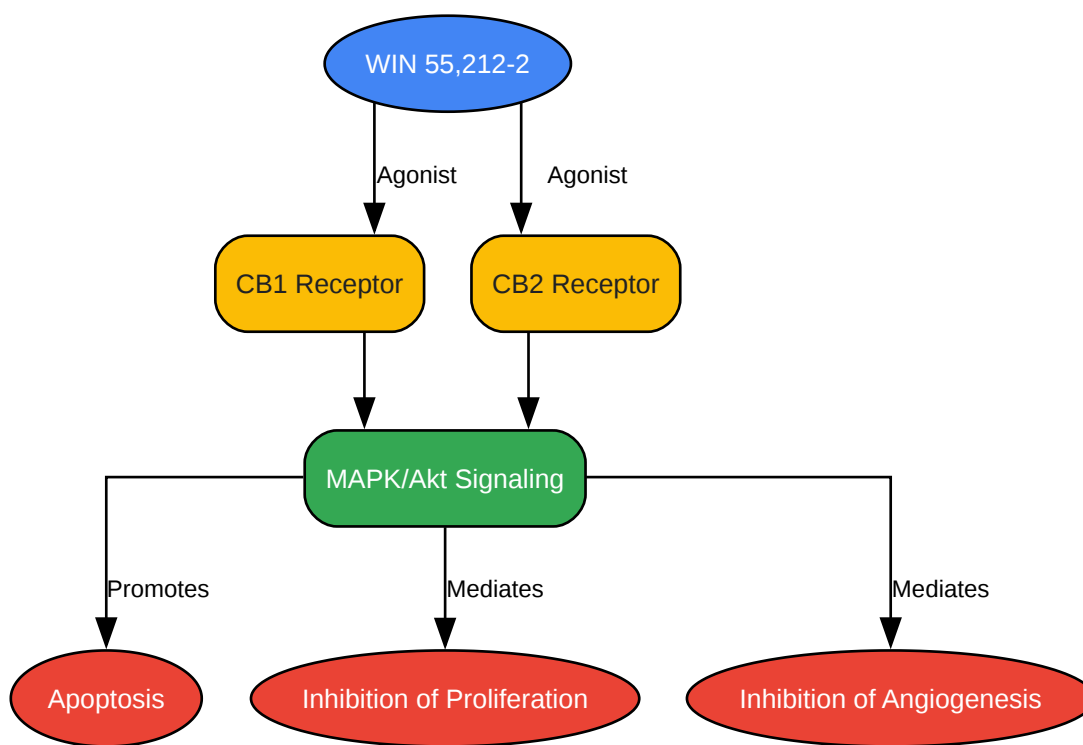 WIN 55,212-2
Agonist
Agonist
CB1 Receptor
CB2 Receptor
MAPK/Akt Signaling
Promotes
Mediates
Mediates
Apoptosis
Inhibition of Proliferation
Inhibition of Angiogenesis